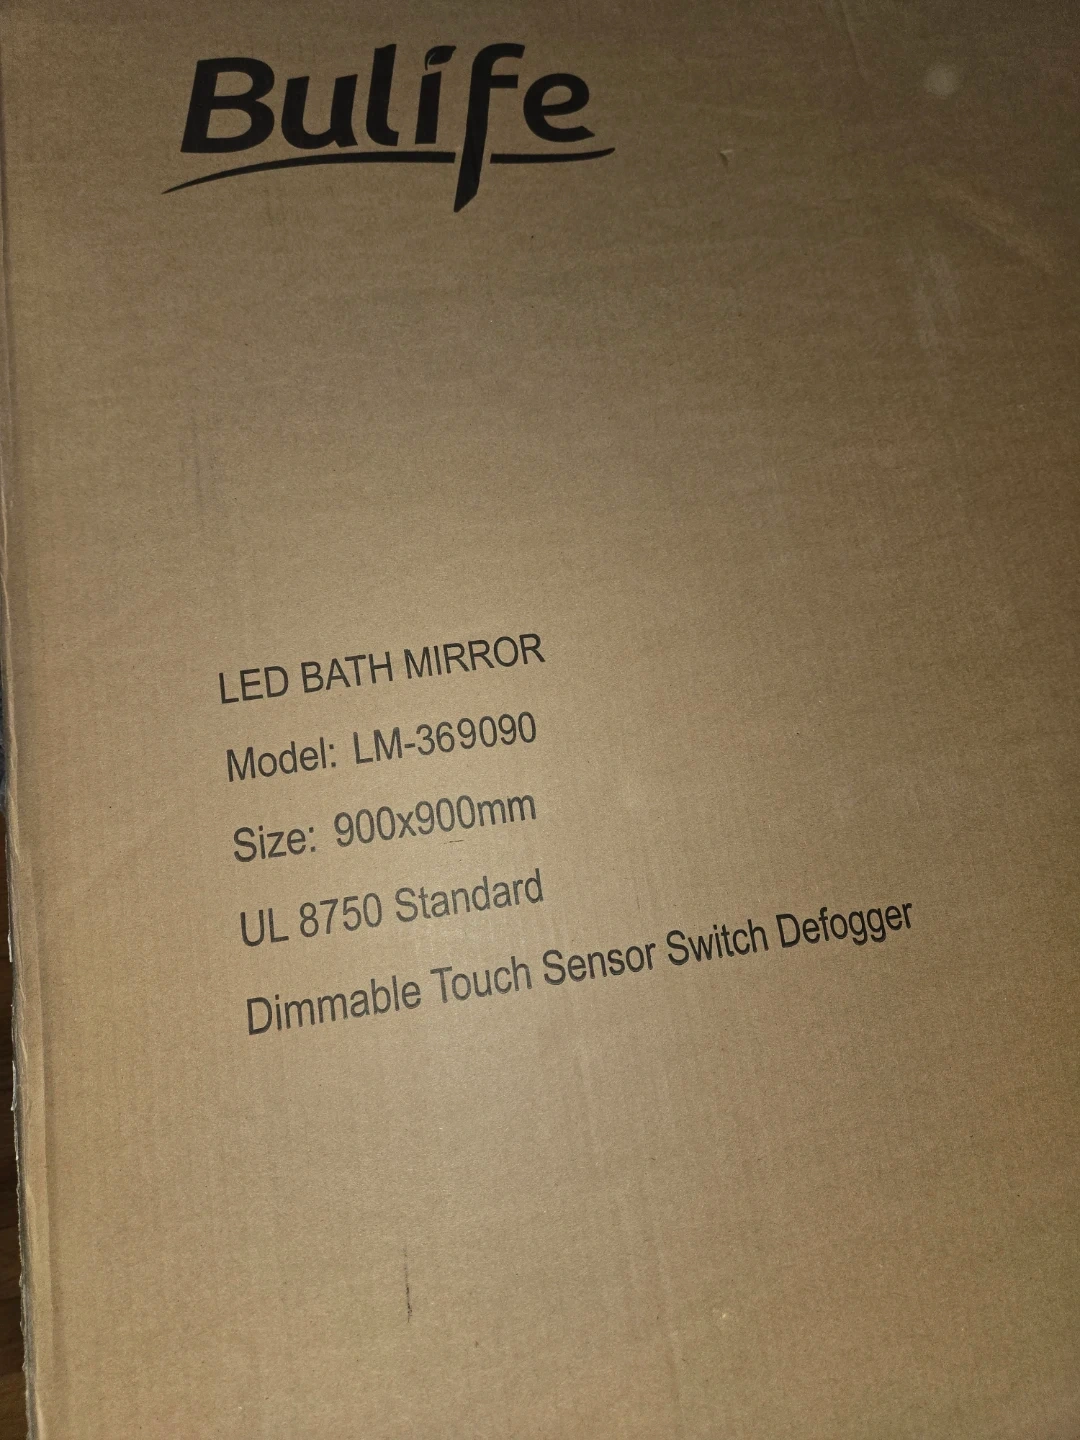 Bulife
LED BATH MIRROR
Model: LM-369090
Size: 900x900mm
UL 8750 Standard
Dimmable Touch Sensor Switch Defogger